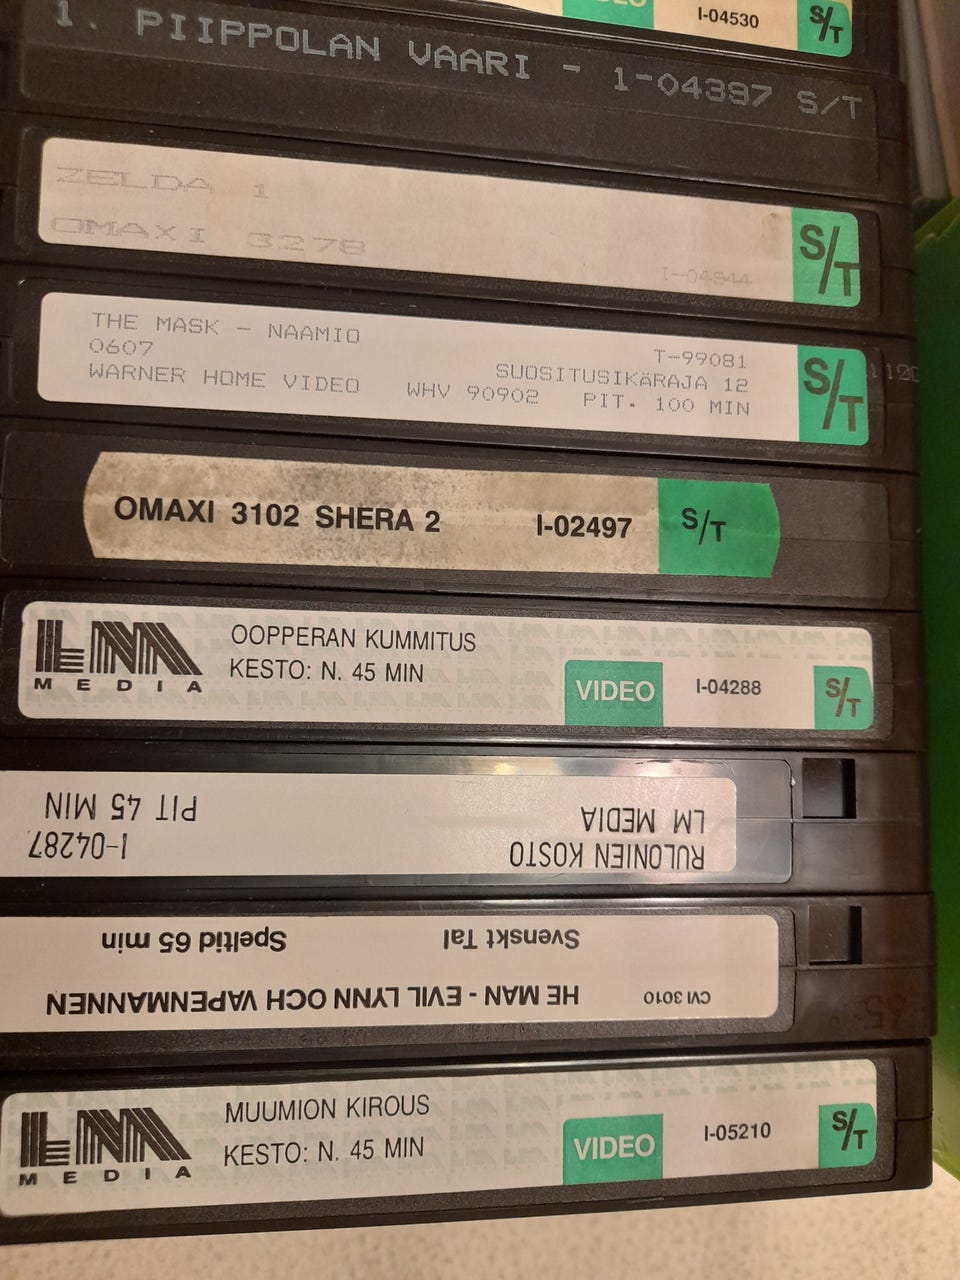 I-04530
S/T
1. PIIPPOLAN VAARI - 1-04397 S/T
ZELDA 1
OMAXI 3278
I-04844
S/T
THE MASK - NAAMIO
0607
WARNER HOME VIDEO WHV 90902
T-99081
SUOSITUSIKÄRAJA 12
PIT. 100 MIN
S/T
OMAXI 3102 SHERA 2 I-02497 S/T
LM
MEDIA
OOPPERAN KUMMITUS
KESTO: N. 45 MIN
VIDEO
I-04288
S/T
RULONIEN KOSTO I-04287
LM MEDIA PIT 45 MIN
CVI 3010 HE MAN - EVIL LYNN OCH VAPENMANNEN
Svenskt Tal Speltid 65 min
LM
MEDIA
MUUMION KIROUS
KESTO: N. 45 MIN
VIDEO
I-05210
S/T